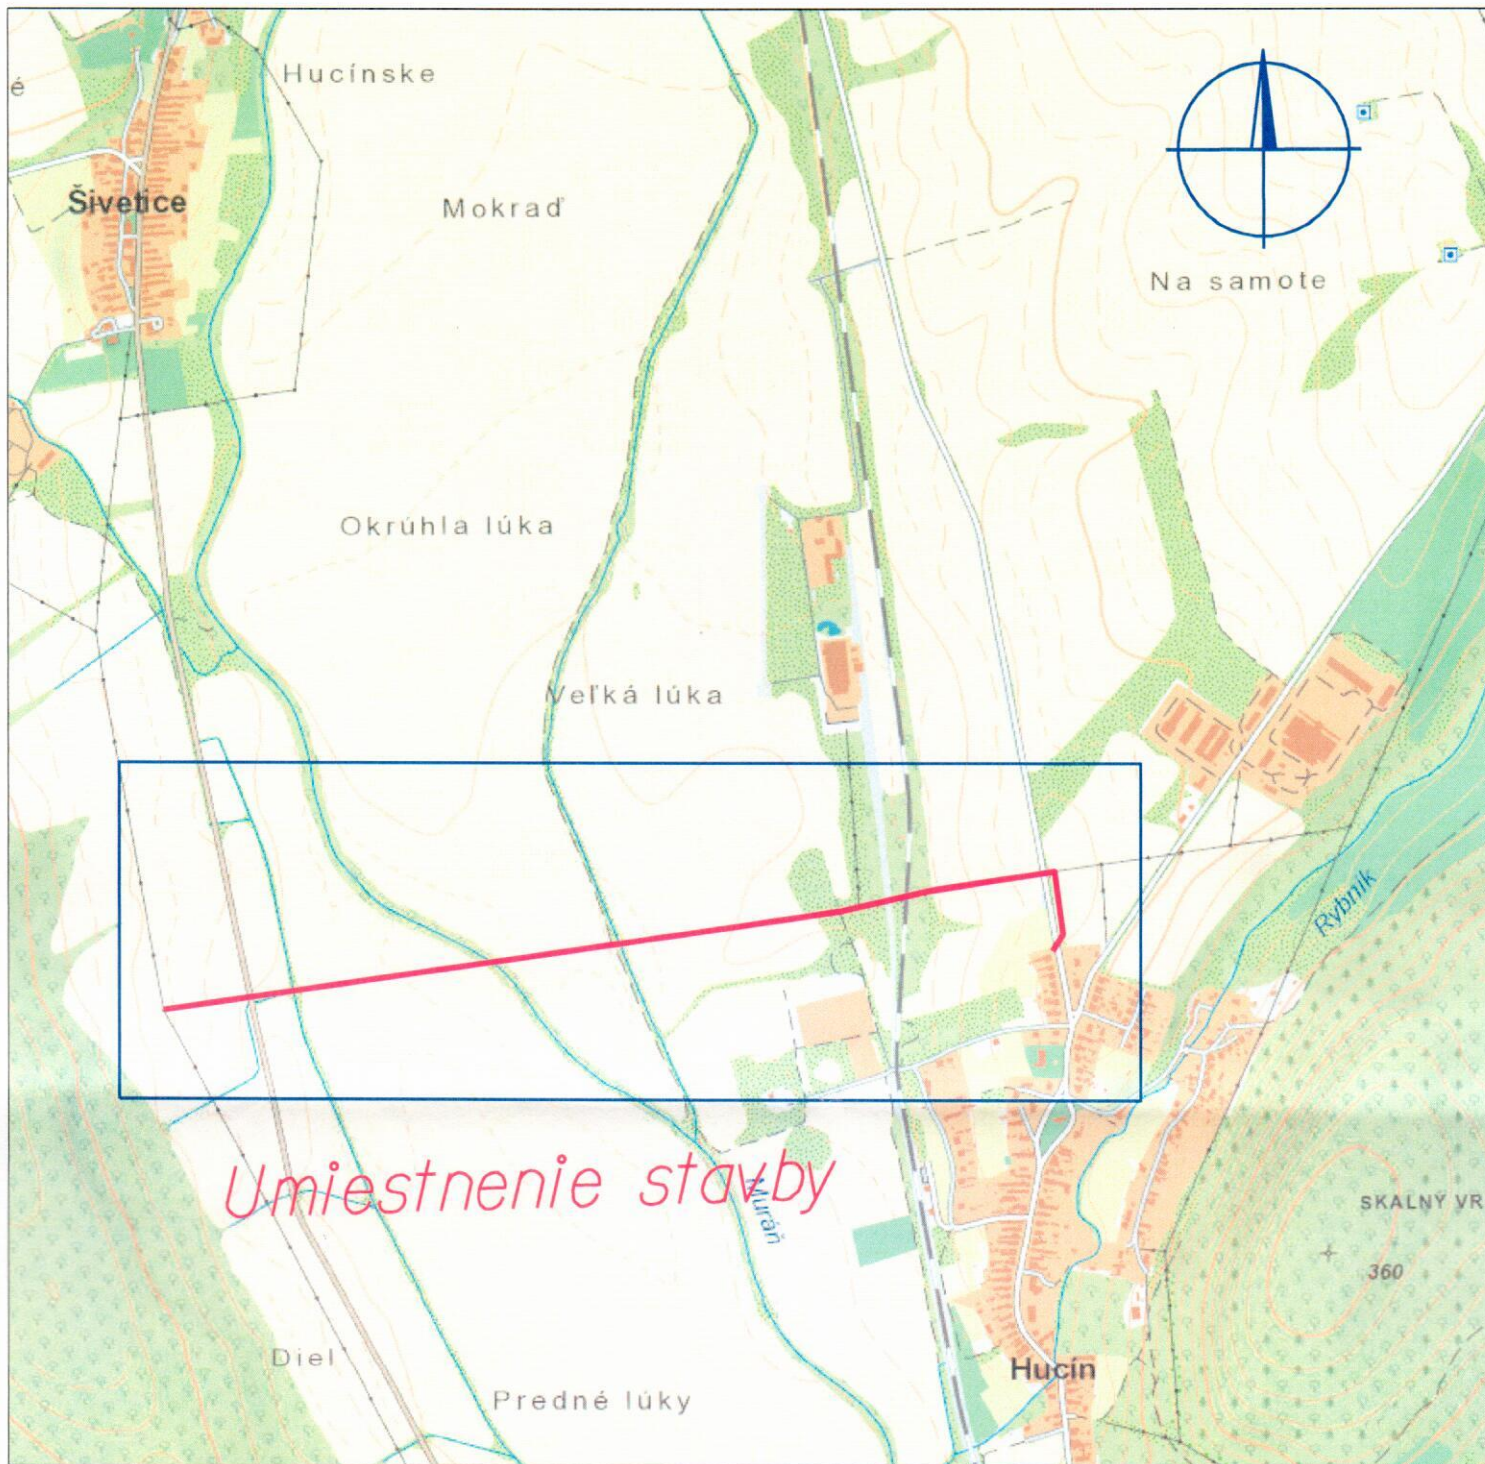 Hucínske
é
Šivetice
Mokraď
Na samote
Okrúhla lúka
Veľká lúka
Rybník
Umiestnenie stavby
Muráň
SKALNÝ VR
360
Diel
Hucín
Predné lúky